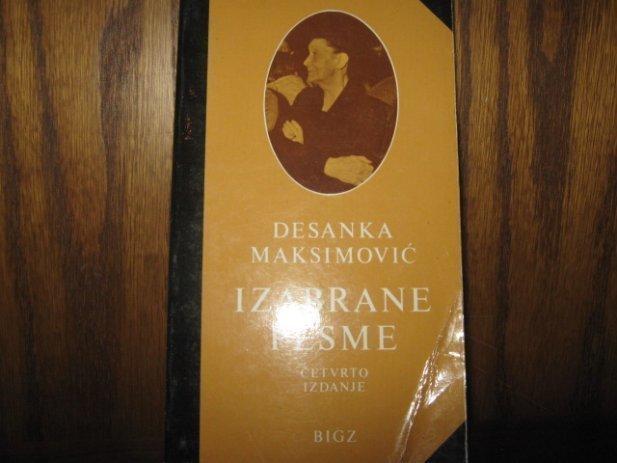 DESANKA
MAKSIMOVIĆ
IZABRANE
PESME
ČETVRTO
IZDANJE
BIGZ